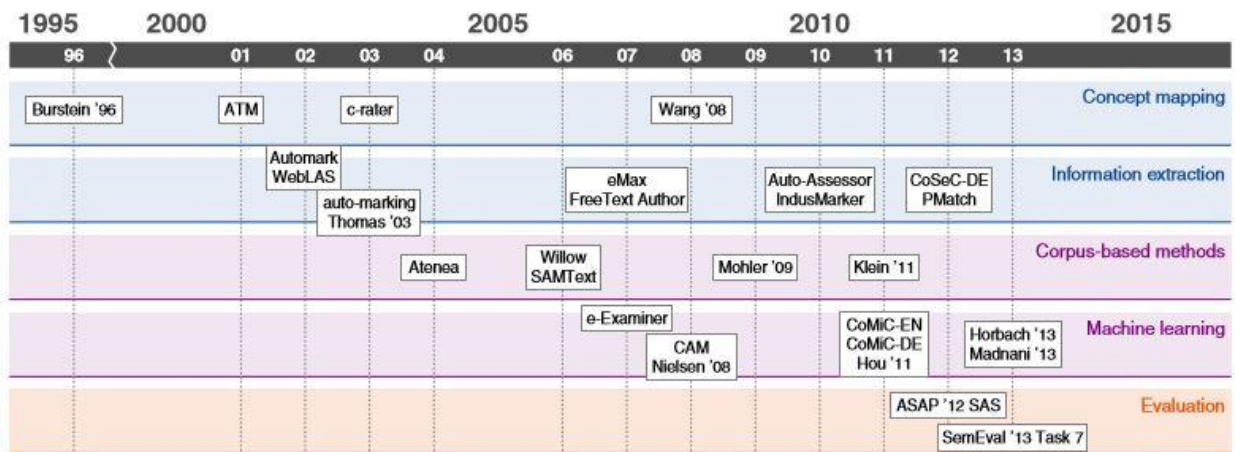 1995 2000 2005 2010 2015
96 01 02 03 04 06 07 08 09 10 11 12 13
Concept mapping
Burstein '96
ATM
c-rater
Wang '08
Information extraction
Automark
WebLAS
auto-marking
Thomas '03
eMax
FreeText Author
Auto-Assessor
IndusMarker
CoSeC-DE
PMatch
Corpus-based methods
Atenea
Willow
SAMText
Mohler '09
Klein '11
Machine learning
e-Examiner
CAM
Nielsen '08
CoMiC-EN
CoMiC-DE
Hou '11
Horbach '13
Madnani '13
Evaluation
ASAP '12 SAS
SemEval '13 Task 7